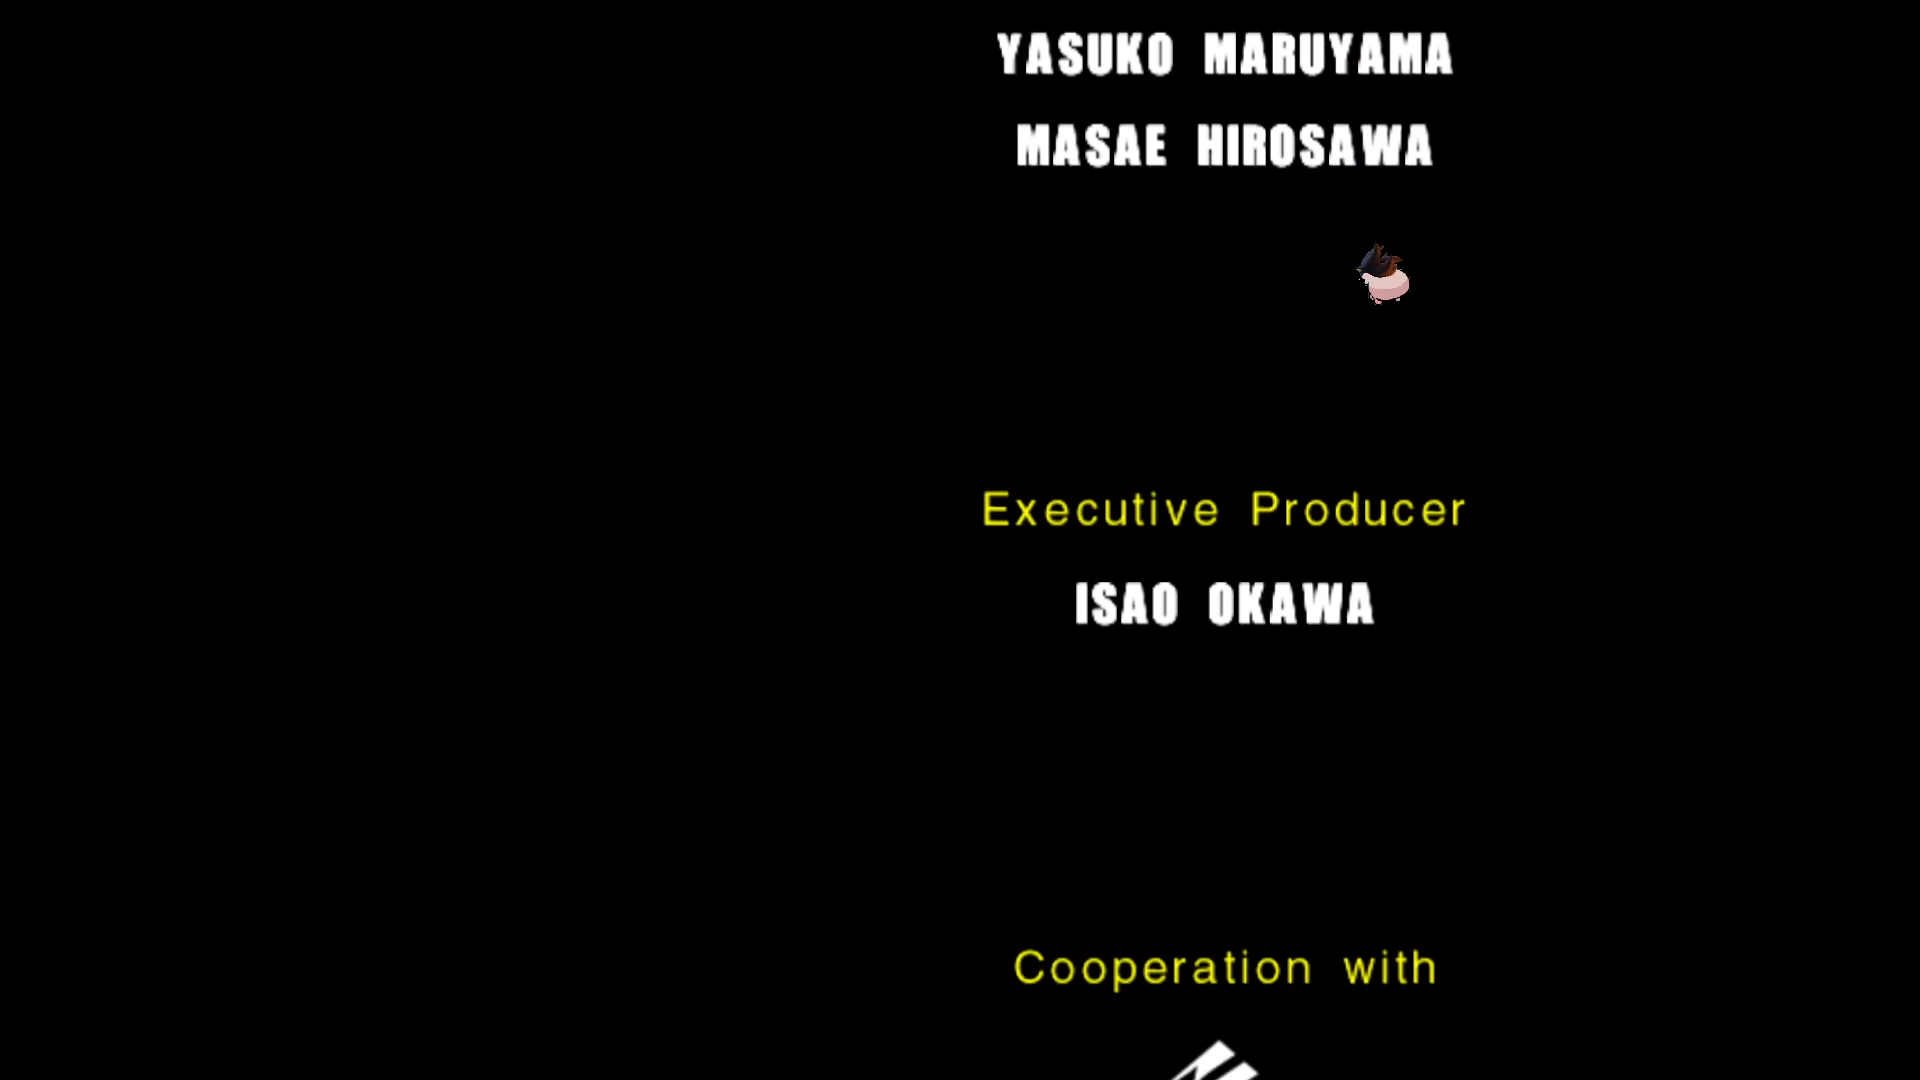 YASUKO MARUYAMA
MASAE HIROSAWA
Executive Producer
ISAO OKAWA
Cooperation with